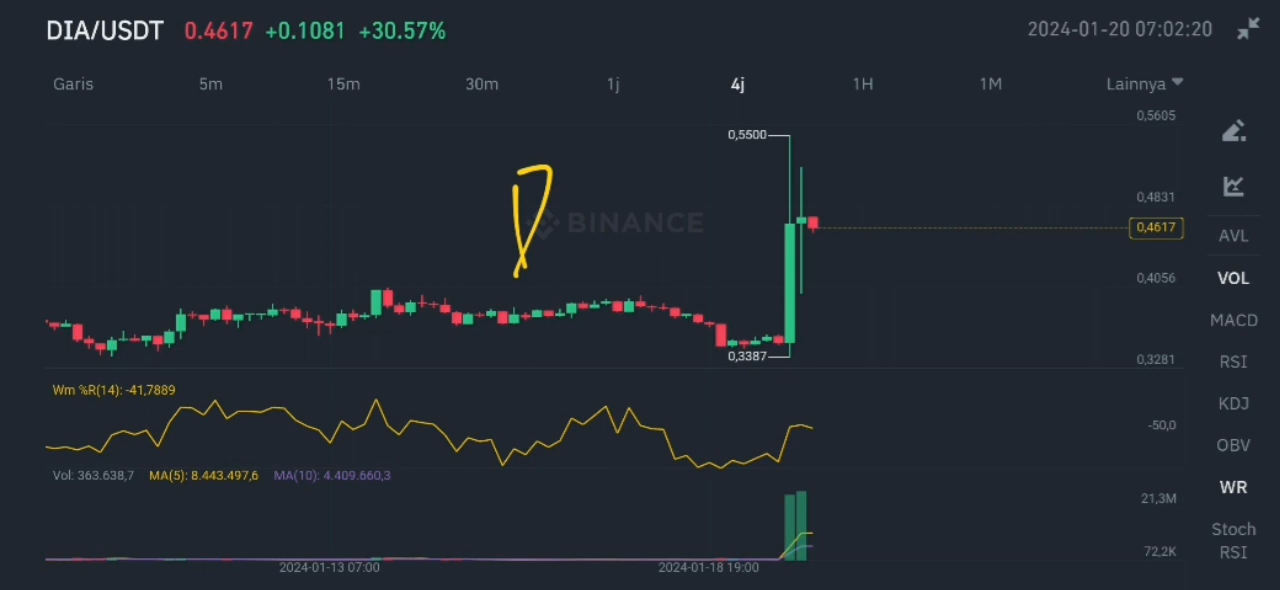 DIA/USDT 0.4617 +0.1081 +30.57% 2024-01-20 07:02:20
Garis 5m 15m 30m 1j 4j 1H 1M Lainnya
0,5605
0,5500
0,4831
BINANCE
0,4617
0,4056
0,3387
0,3281
Wm %R(14): -41,7889
-50,0
Vol: 363.638,7 MA(5): 8.443.497,6 MA(10): 4.409.660,3
21,3M
72,2K
2024-01-13 07:00 2024-01-18 19:00
AVL
VOL
MACD
RSI
KDJ
OBV
WR
Stoch
RSI